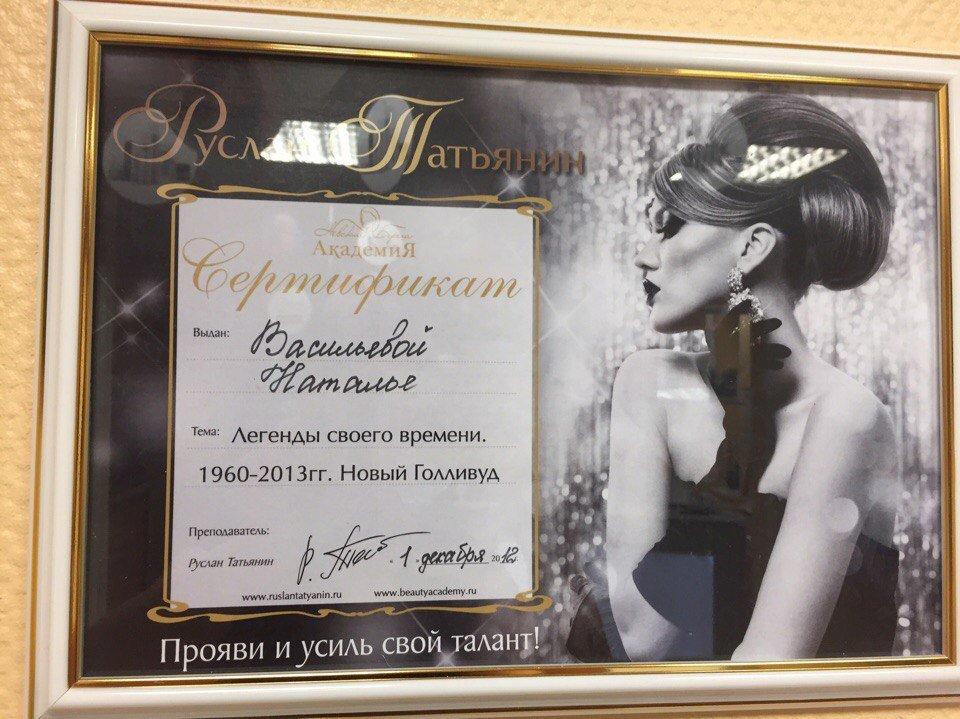 Руслан Татьянин
Академия
Сертификат
Выдан: Васильевой
Наталье
Тема: Легенды своего времени.
1960-2013гг. Новый Голливуд
Преподаватель:
Руслан Татьянин « 1 » декабря 2012г.
www.ruslantatyanin.ru www.beautyacademy.ru
Прояви и усиль свой талант!